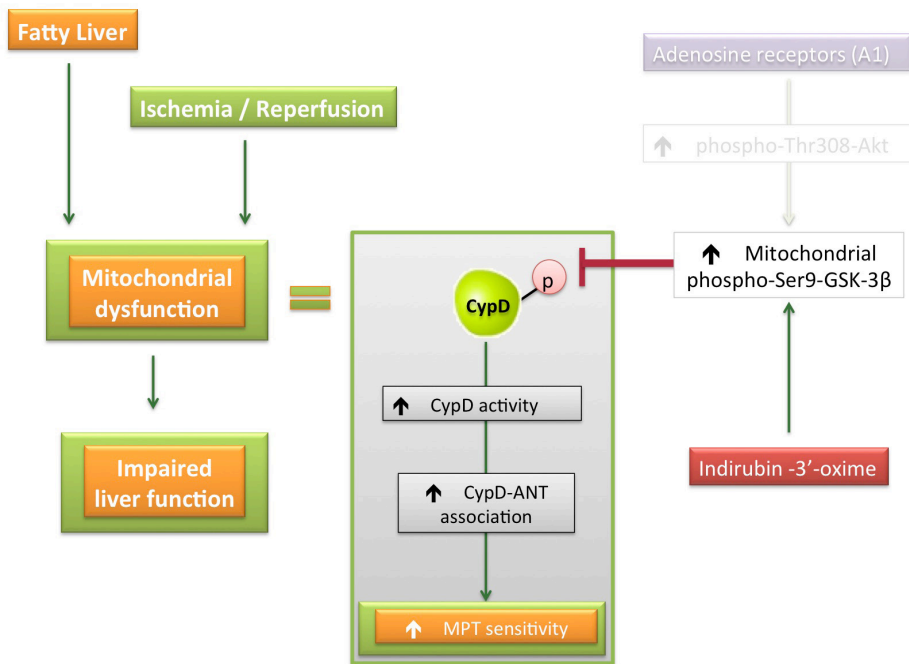 Fatty Liver
Ischemia / Reperfusion
Adenosine receptors (A1)
↑ phospho-Thr308-Akt
Mitochondrial
dysfunction
=
p
CypD
↑ Mitochondrial
phospho-Ser9-GSK-3β
↑ CypD activity
Impaired
liver function
↑ CypD-ANT
association
Indirubin -3’-oxime
↑ MPT sensitivity